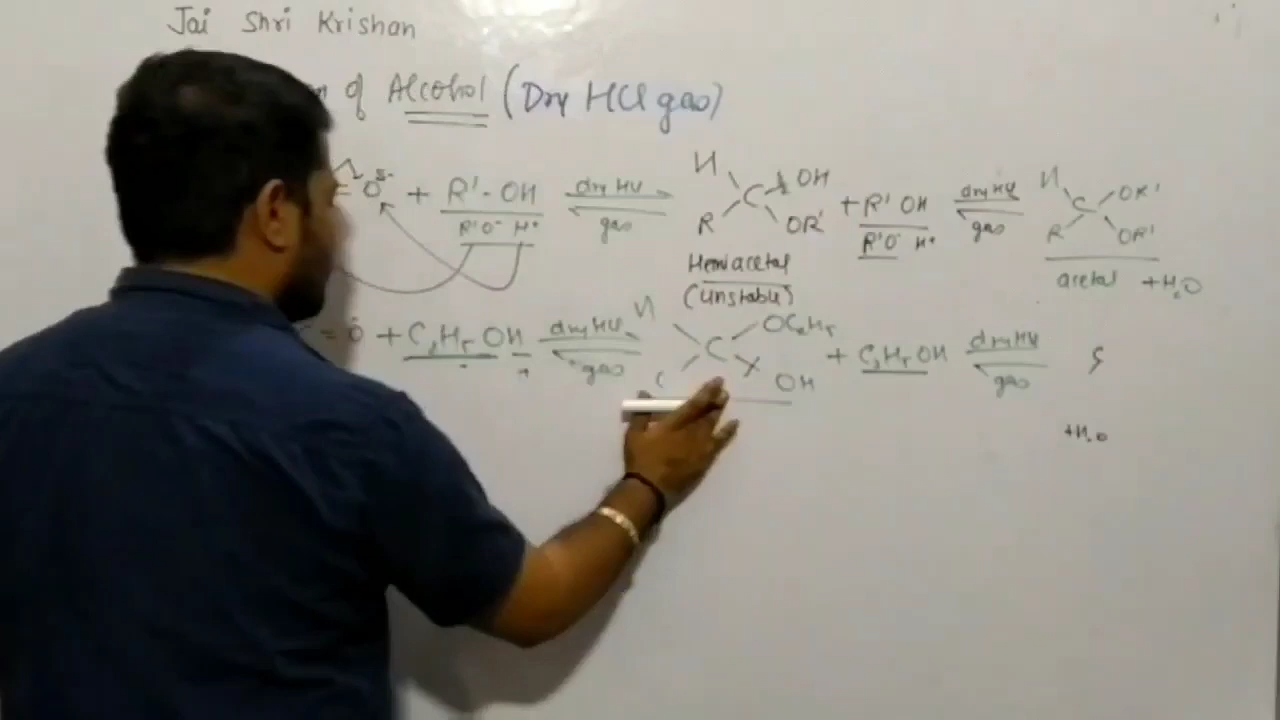 Jai Shri Krishan
of Alcohol (Dry HCl gas)
= O δ- + R' - OH dry HCl gas H C OH R OR' + R' OH dry HCl gas H C OR' R OR'
R'O- H+ R'O- H+
Hemiacetal acetal + H2O
(Unstable)
= O + C2H5OH dry HCl gas H C OC2H5 OH + C2H5OH dry HCl gas
+ H2O